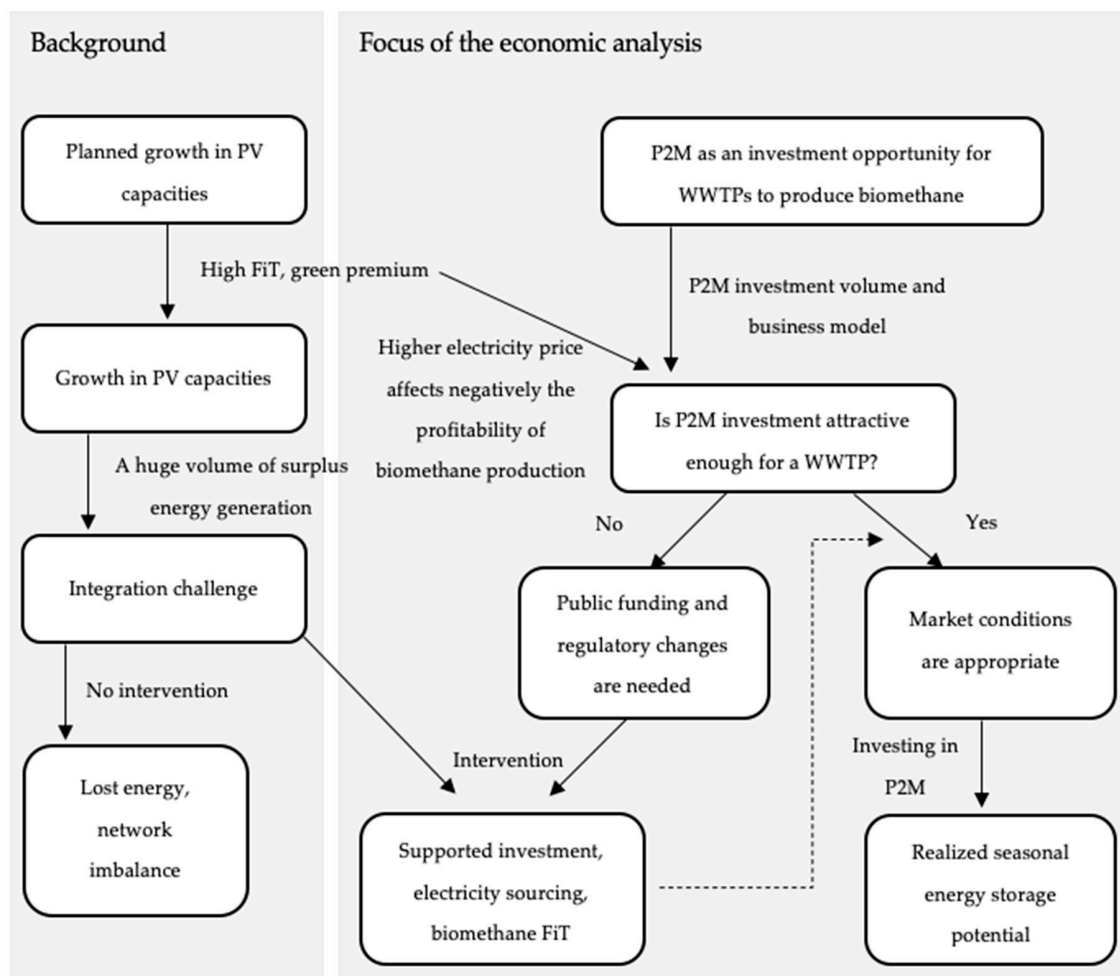 Background
Planned growth in PV
capacities
High FiT, green premium
Growth in PV capacities
A huge volume of surplus
energy generation
Integration challenge
No intervention
Lost energy,
network
imbalance
Focus of the economic analysis
P2M as an investment opportunity for
WWTPs to produce biomethane
P2M investment volume and
business model
Higher electricity price
affects negatively the
profitability of
biomethane production
Is P2M investment attractive
enough for a WWTP?
No
Yes
Public funding and
regulatory changes
are needed
Market conditions
are appropriate
Intervention
Investing in
P2M
Supported investment,
electricity sourcing,
biomethane FiT
Realized seasonal
energy storage
potential